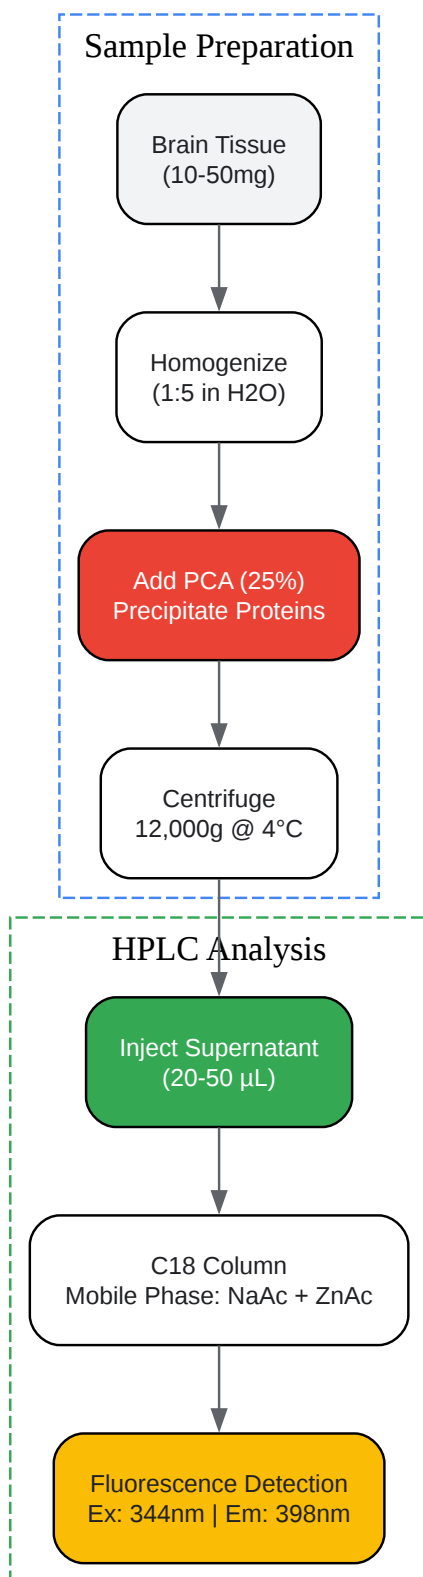 Sample Preparation
Brain Tissue
(10-50mg)
Homogenize
(1:5 in H2O)
Add PCA (25%)
Precipitate Proteins
Centrifuge
12,000g @ 4°C
HPLC Analysis
Inject Supernatant
(20-50 µL)
C18 Column
Mobile Phase: NaAc + ZnAc
Fluorescence Detection
Ex: 344nm | Em: 398nm